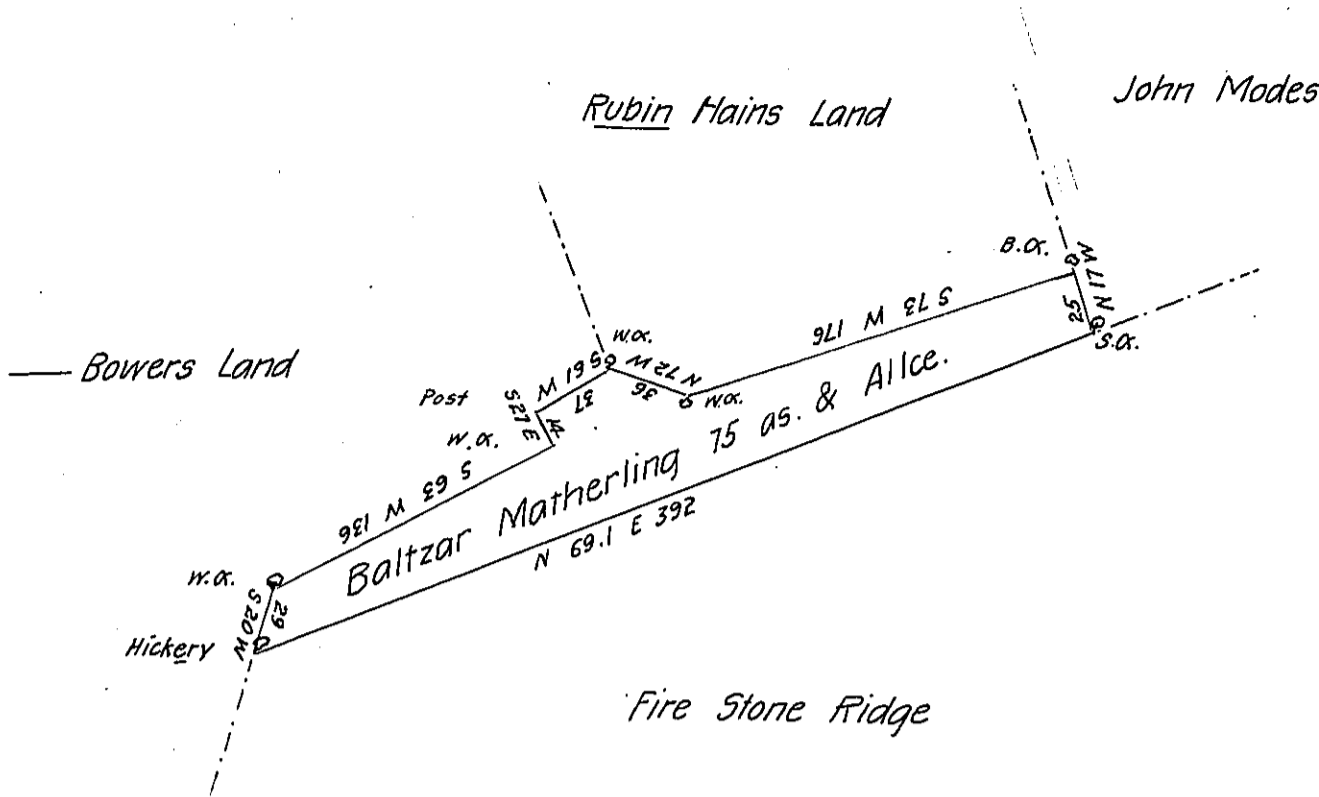 John Modes
Rubin Hains Land
B.O.
N 17 W
25
S.O.
S 73 W 176
W.O.
N 72 W
36
W.O.
S 61 W
37
Bowers Land
Post
S 27 E
14
W.O.
S 63 W 136
Baltzar Matherling 75 as. & Allce.
N 69.1 E 392
W.O.
S 20 W
29
Hickery
Fire Stone Ridge